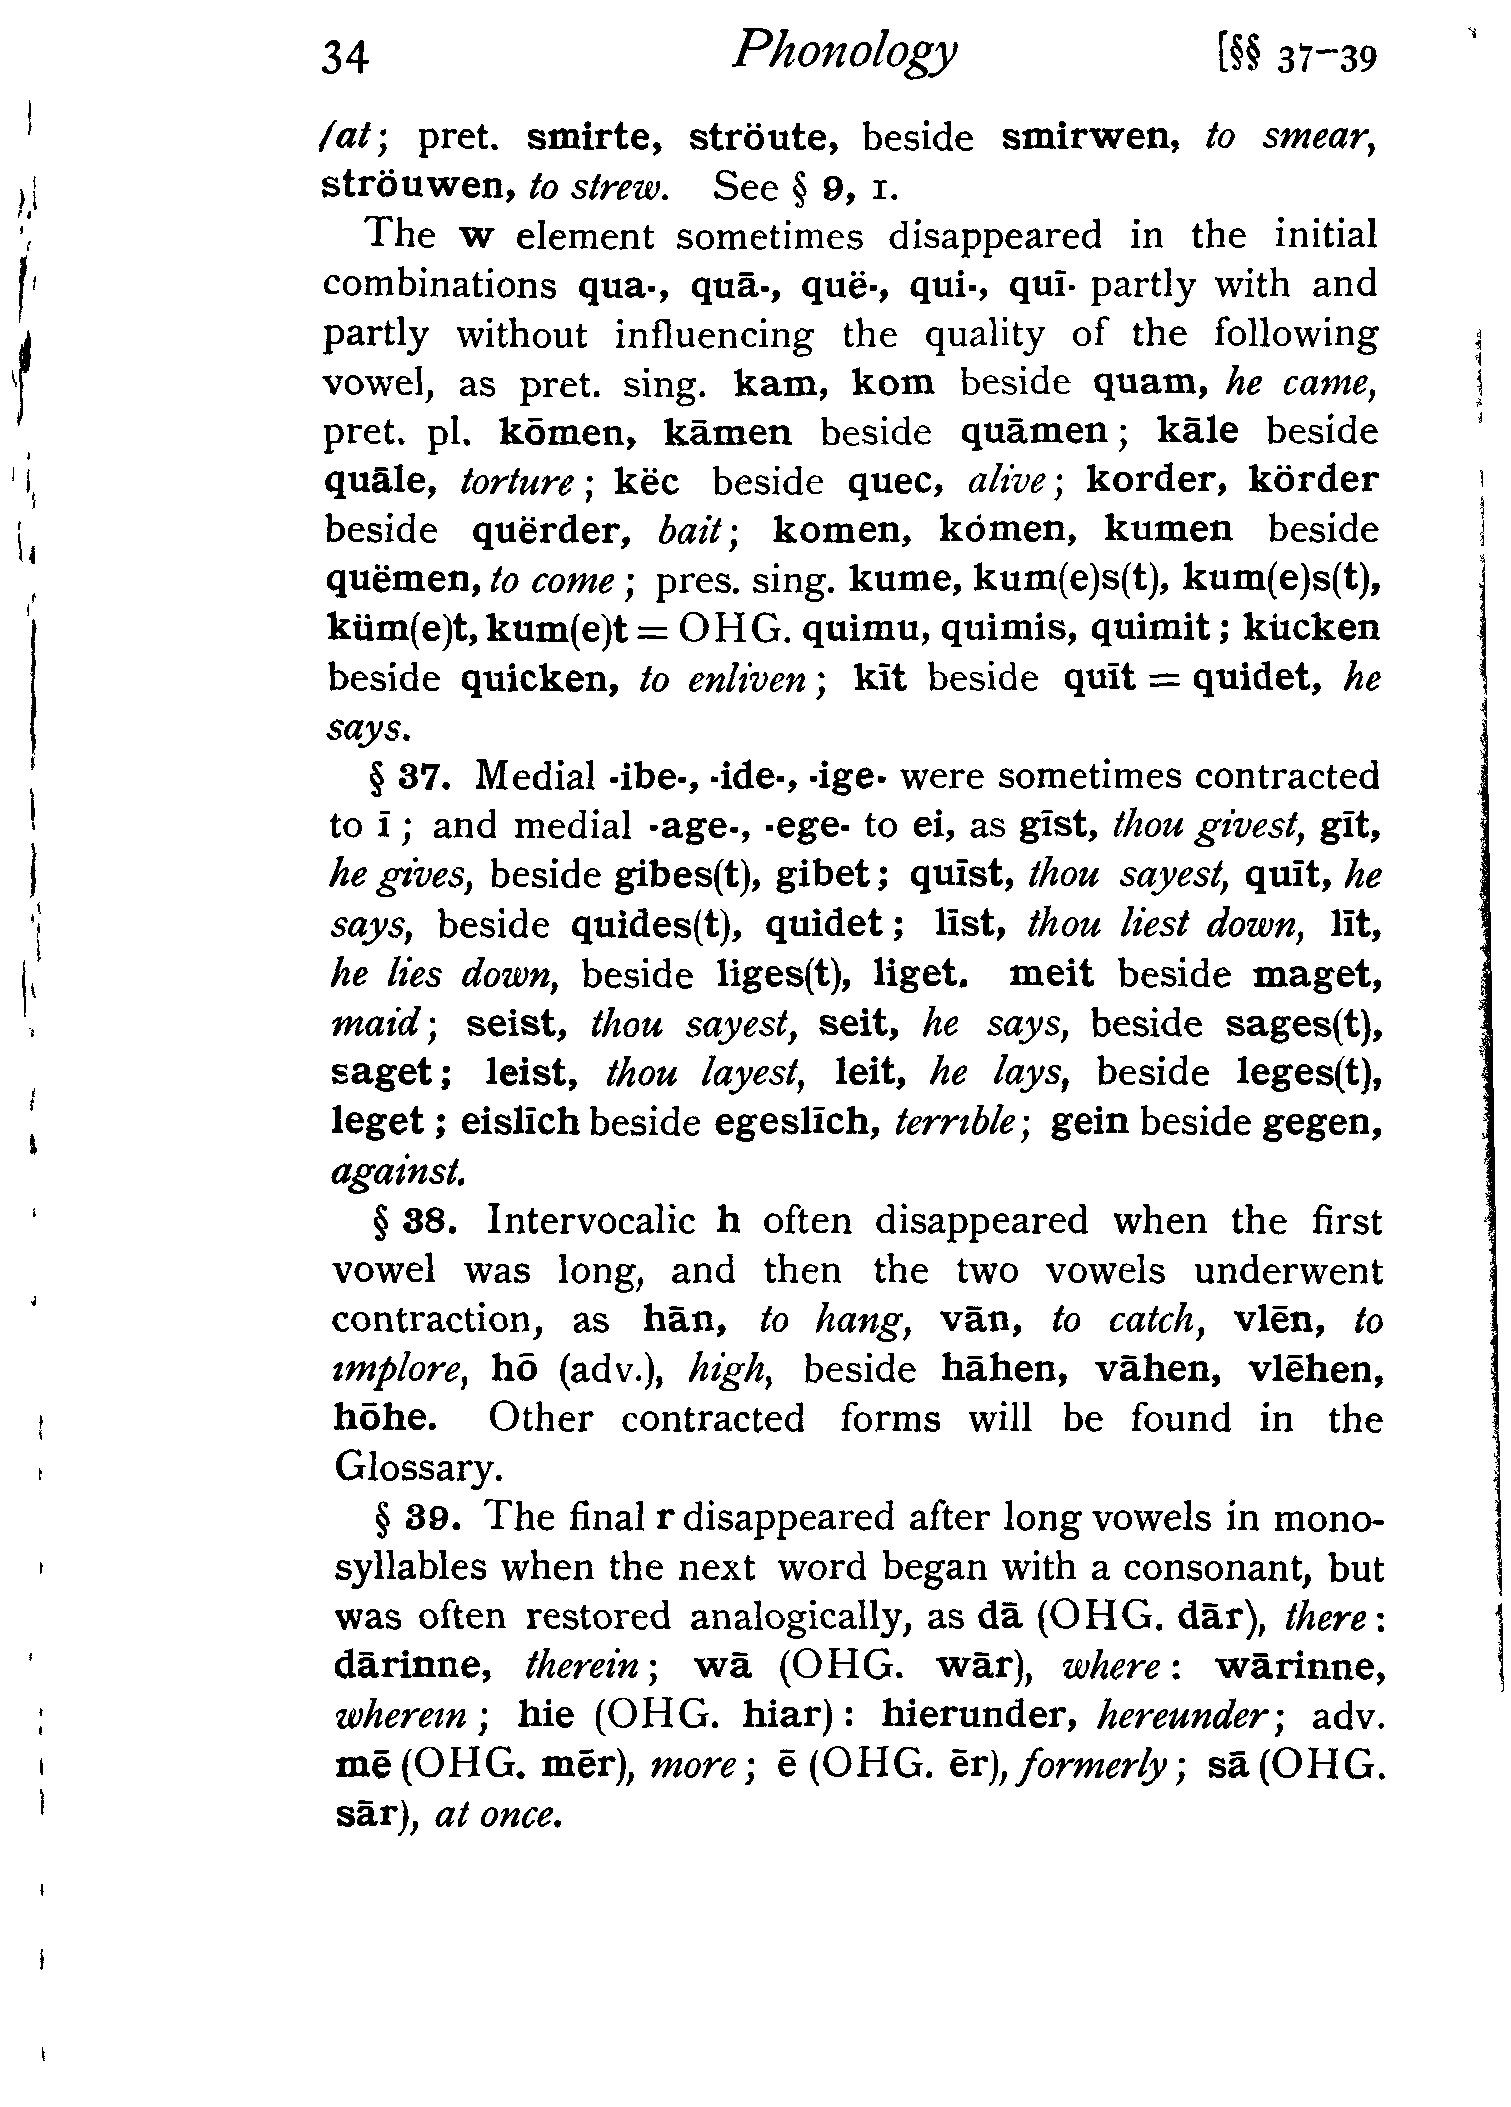 34 Phonology [§§ 37–39
fat; pret. smirte, ströute, beside smirwen, to smear,
ströuwen, to strew. See § 9, 1.
The w element sometimes disappeared in the initial
combinations qua-, quā-, quë-, qui-, quī- partly with and
partly without influencing the quality of the following
vowel, as pret. sing. kam, kom beside quam, he came,
pret. pl. kōmen, kāmen beside quāmen; kāle beside
quāle, torture; këc beside quec, alive; korder, körder
beside quërder, bait; komen, kömen, kumen beside
quëmen, to come; pres. sing. kume, kum(e)s(t), kum(e)s(t),
küm(e)t, kum(e)t = OHG. quimu, quimis, quimit; kücken
beside quicken, to enliven; kīt beside quīt = quidet, he
says.
§ 37. Medial -ibe-, -ide-, -ige- were sometimes contracted
to ī; and medial -age-, -ege- to ei, as gīst, thou givest, gīt,
he gives, beside gibes(t), gibet; quīst, thou sayest, quīt, he
says, beside quides(t), quidet; līst, thou liest down, līt,
he lies down, beside liges(t), liget. meit beside maget,
maid; seist, thou sayest, seit, he says, beside sages(t),
saget; leist, thou layest, leit, he lays, beside leges(t),
leget; eislīch beside egeslīch, terrible; gein beside gegen,
against.
§ 38. Intervocalic h often disappeared when the first
vowel was long, and then the two vowels underwent
contraction, as hān, to hang, vān, to catch, vlēn, to
implore, hō (adv.), high, beside hāhen, vāhen, vlēhen,
hōhe. Other contracted forms will be found in the
Glossary.
§ 39. The final r disappeared after long vowels in mono-
syllables when the next word began with a consonant, but
was often restored analogically, as dā (OHG. dār), there:
dārinne, therein; wā (OHG. wār), where: wārinne,
wherein; hie (OHG. hiar): hierunder, hereunder; adv.
mē (OHG. mēr), more; ē (OHG. ēr), formerly; sā (OHG.
sār), at once.